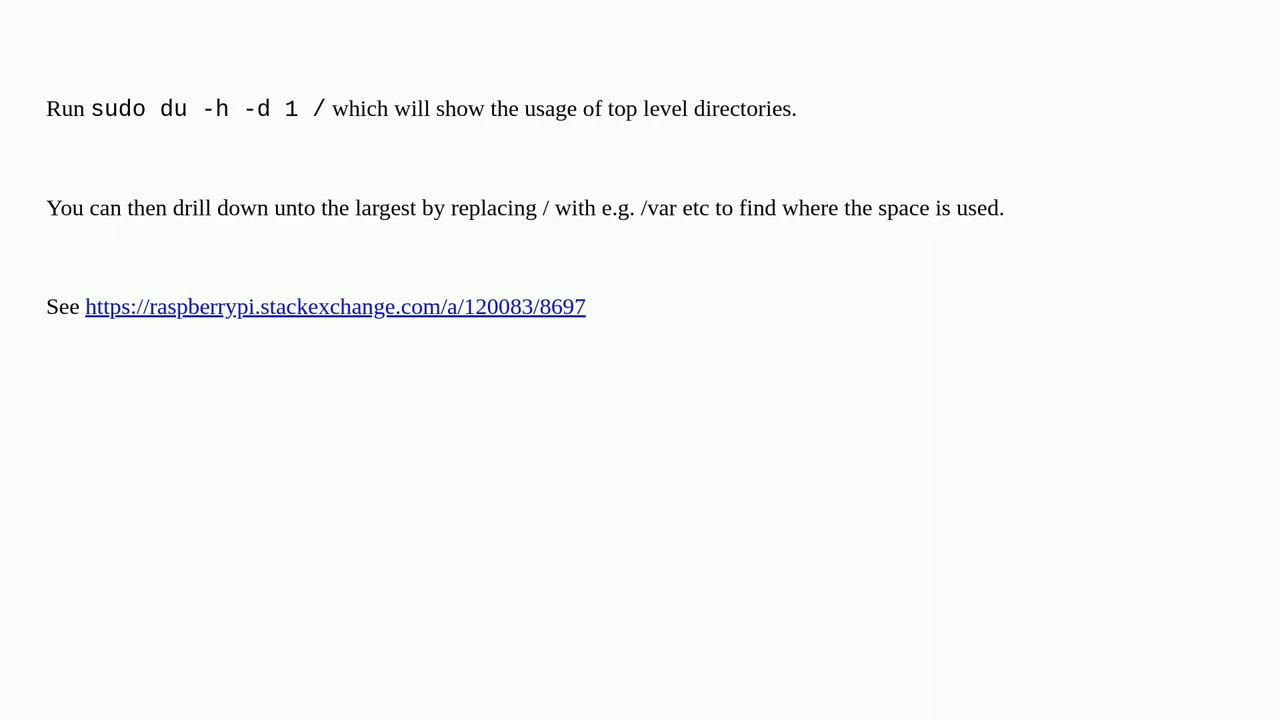 Run sudo du -h -d 1 / which will show the usage of top level directories.
You can then drill down unto the largest by replacing / with e.g. /var etc to find where the space is used.
See https://raspberrypi.stackexchange.com/a/120083/8697